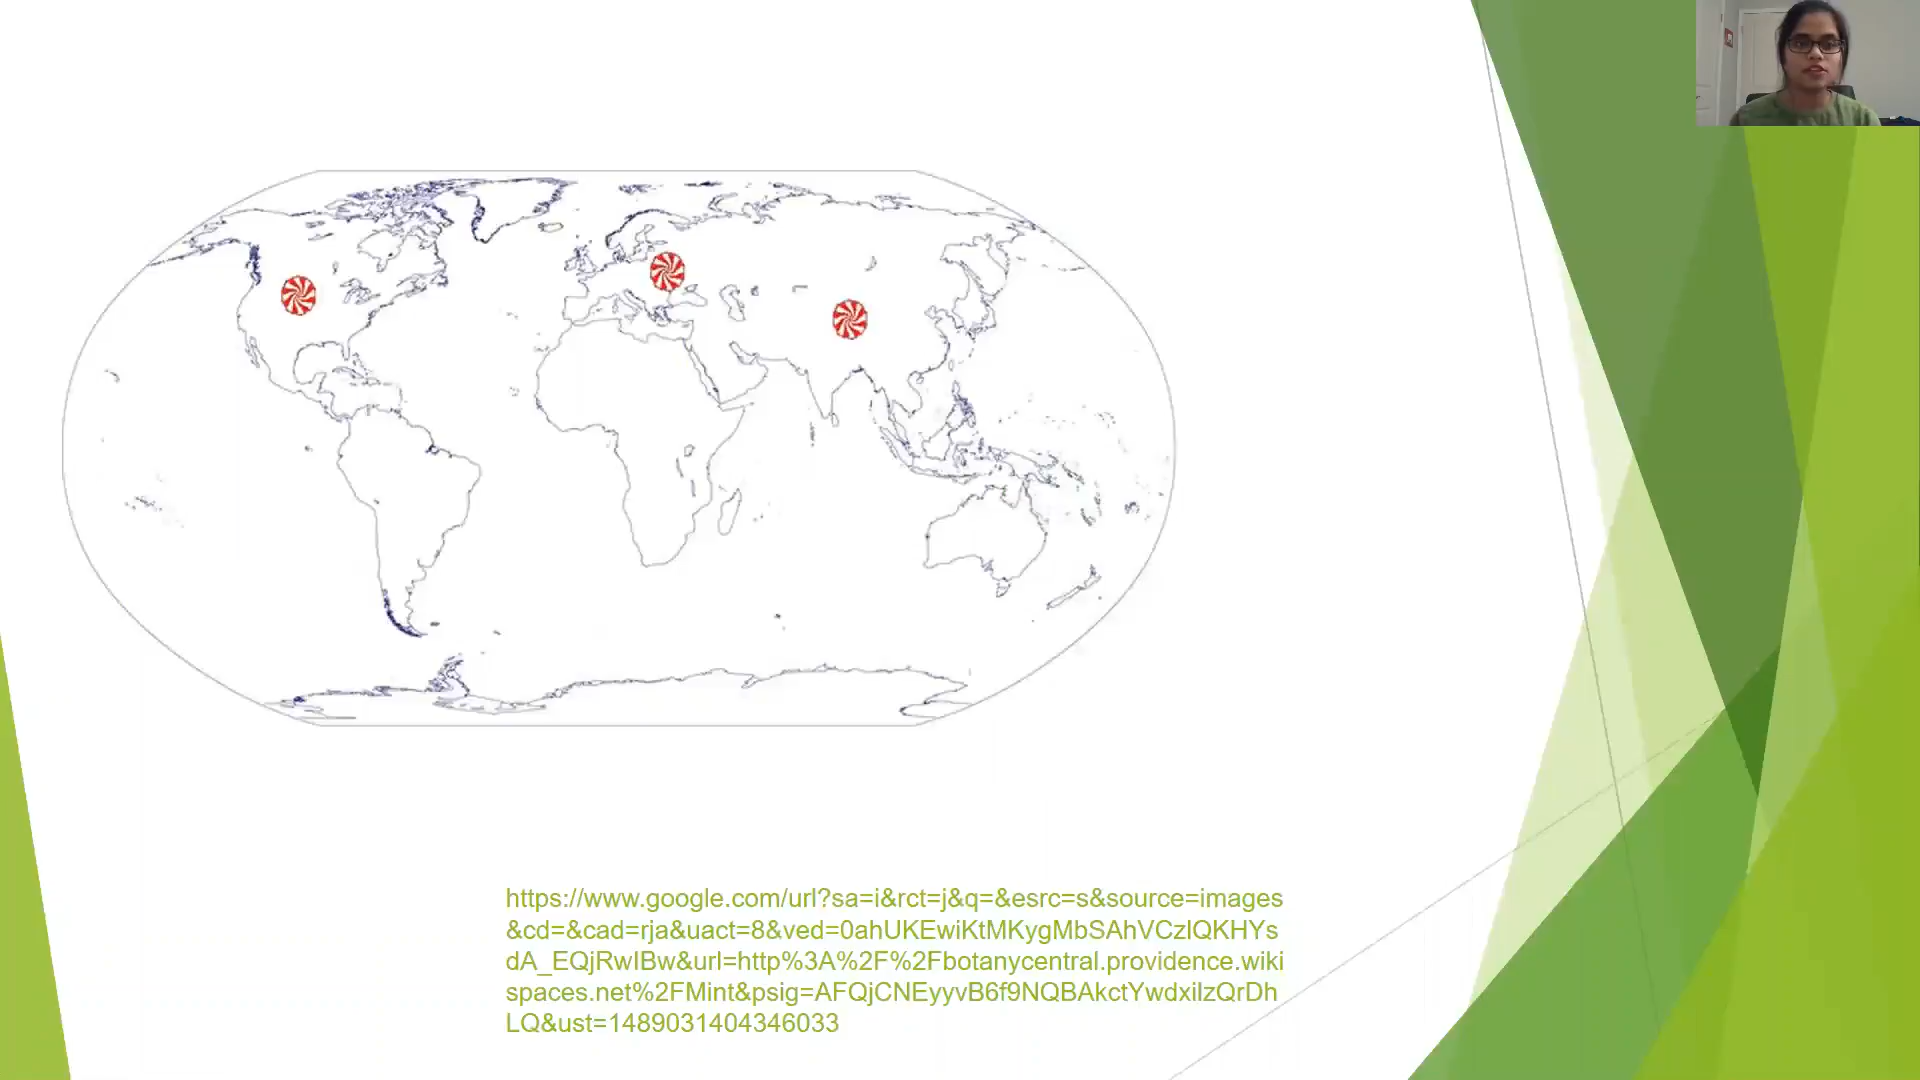 https://www.google.com/url?sa=i&rct=j&q=&esrc=s&source=images
&cd=&cad=rja&uact=8&ved=0ahUKEwiKtMKygMbSAhVCzlQKHYs
dA_EQjRwIBw&url=http%3A%2F%2Fbotanycentral.providence.wiki
spaces.net%2FMint&psig=AFQjCNEyyvB6f9NQBAkctYwdxilzQrDh
LQ&ust=1489031404346033